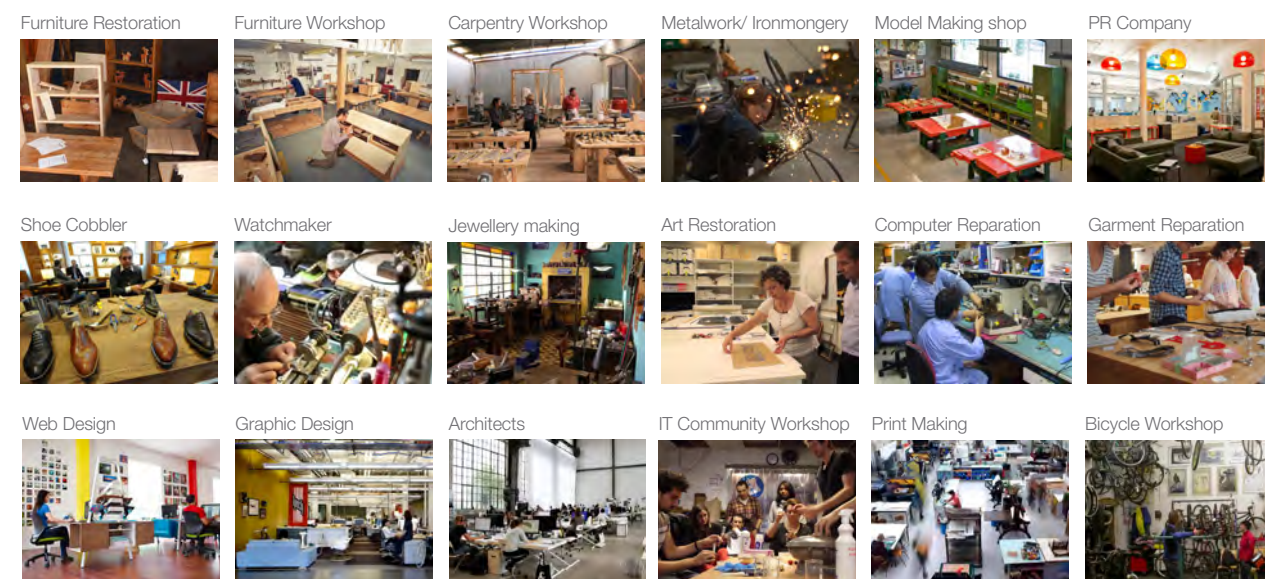 Furniture Restoration
Furniture Workshop
Carpentry Workshop
Metalwork/ Ironmongery
Model Making shop
PR Company
Shoe Cobbler
Watchmaker
Jewellery making
Art Restoration
Computer Reparation
Garment Reparation
Web Design
Graphic Design
Architects
IT Community Workshop
Print Making
Bicycle Workshop